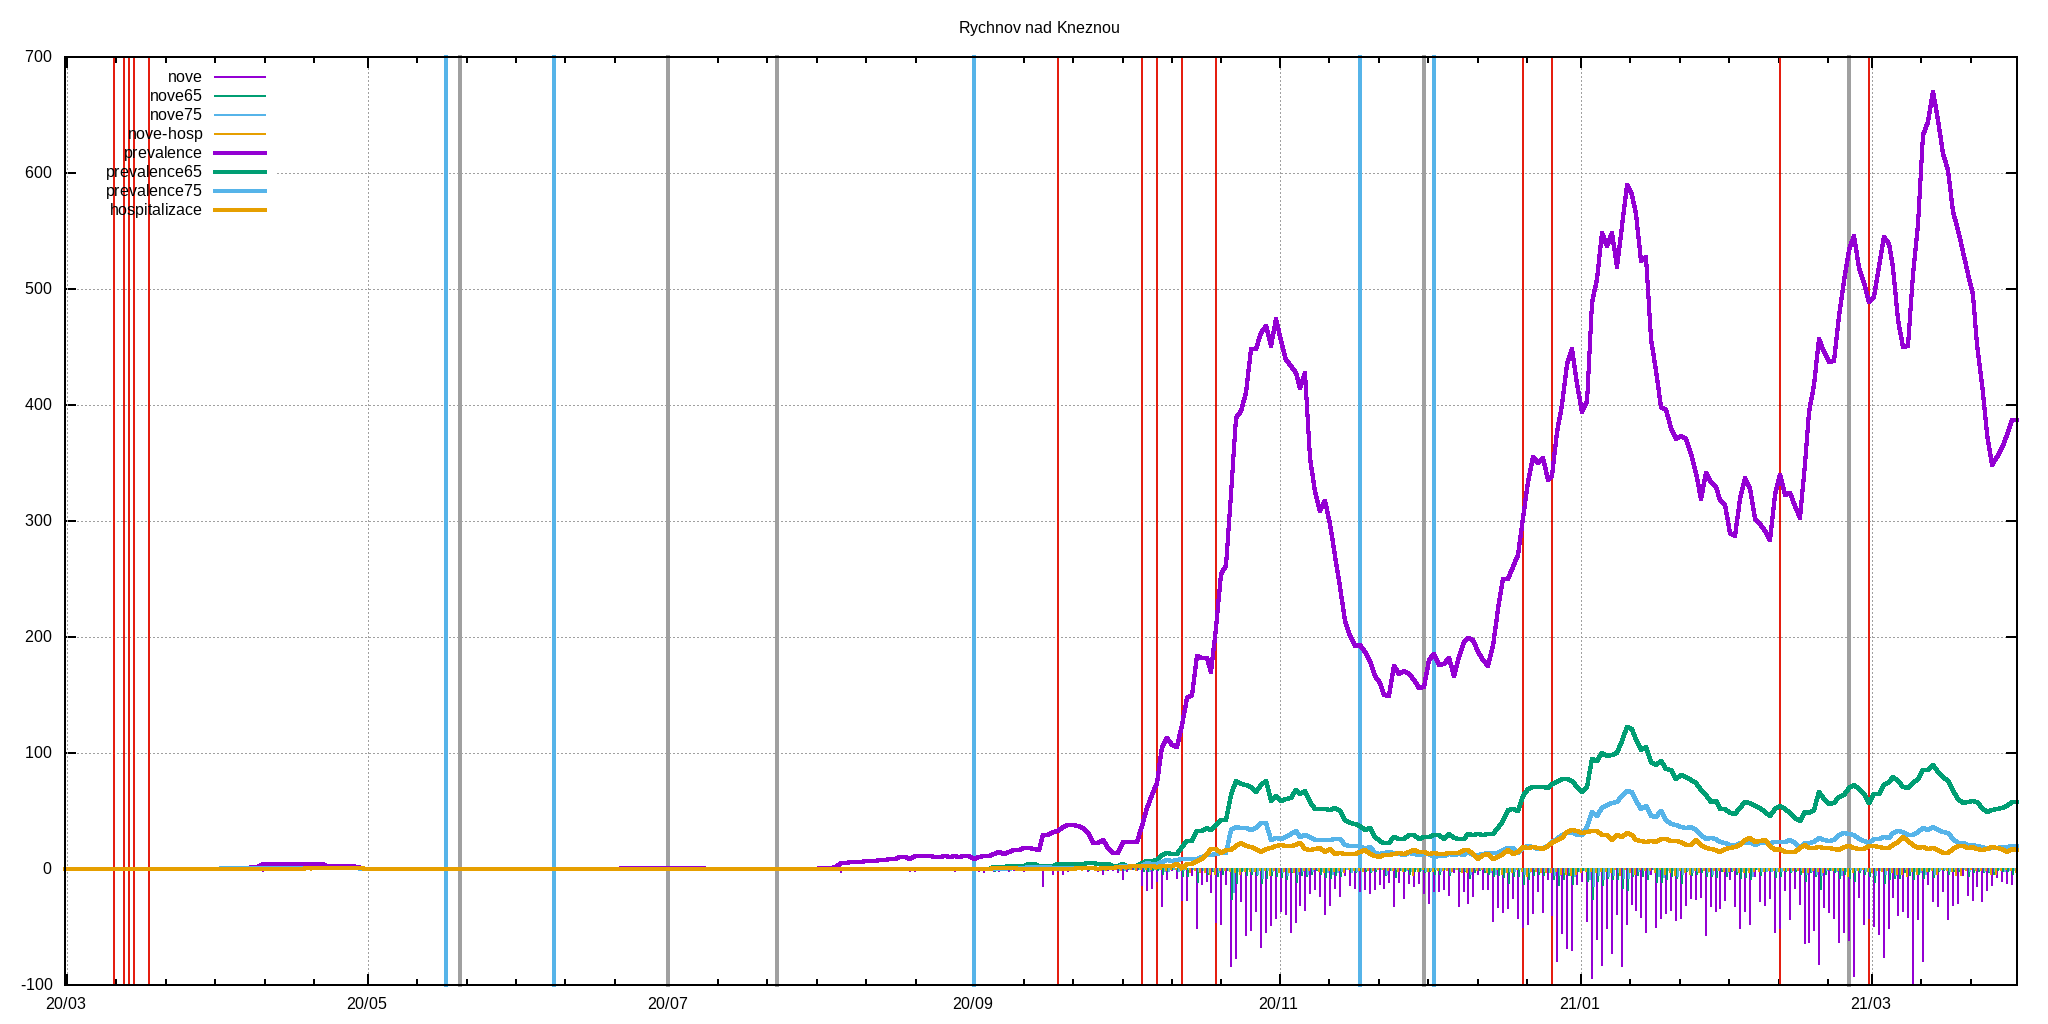 Rychnov nad Kneznou
700
600
500
400
300
200
100
0
-100
nove
nove65
nove75
nove-hosp
prevalence
prevalence65
prevalence75
hospitalizace
20/03 20/05 20/07 20/09 20/11 21/01 21/03